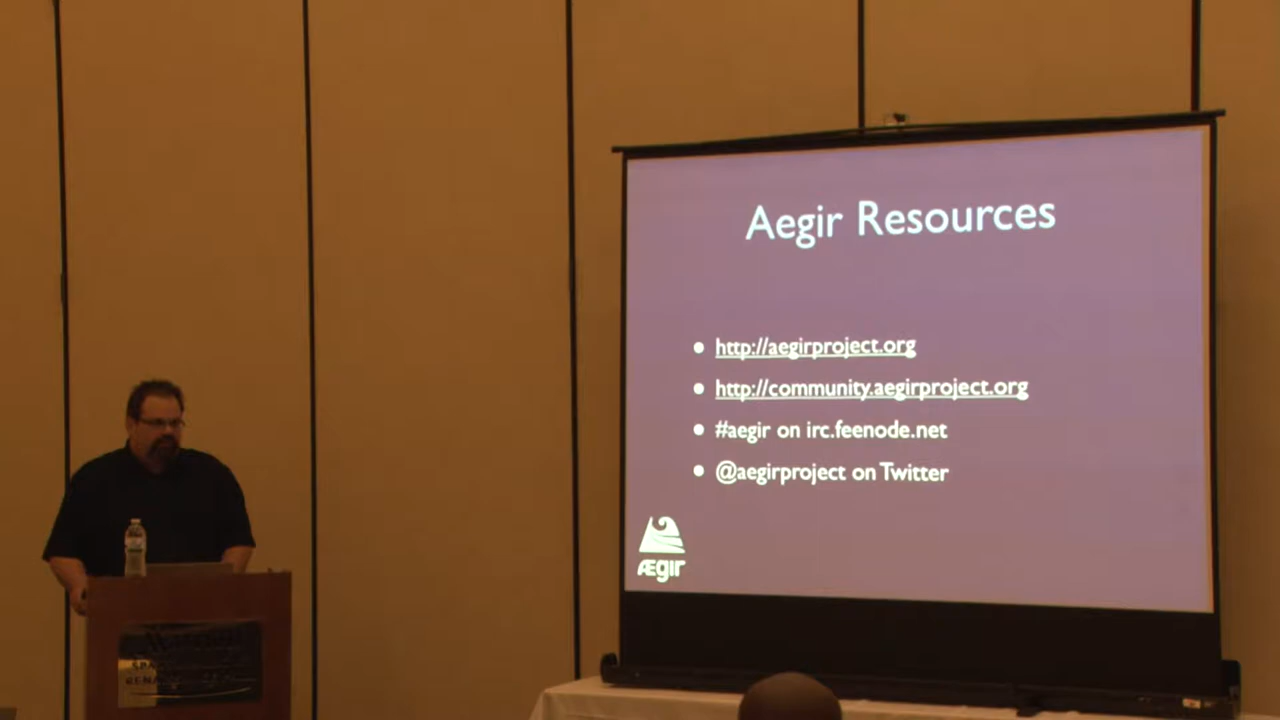 Aegir Resources
http://aegirproject.org
http://community.aegirproject.org
#aegir on irc.feenode.net
@aegirproject on Twitter
ÆGIr